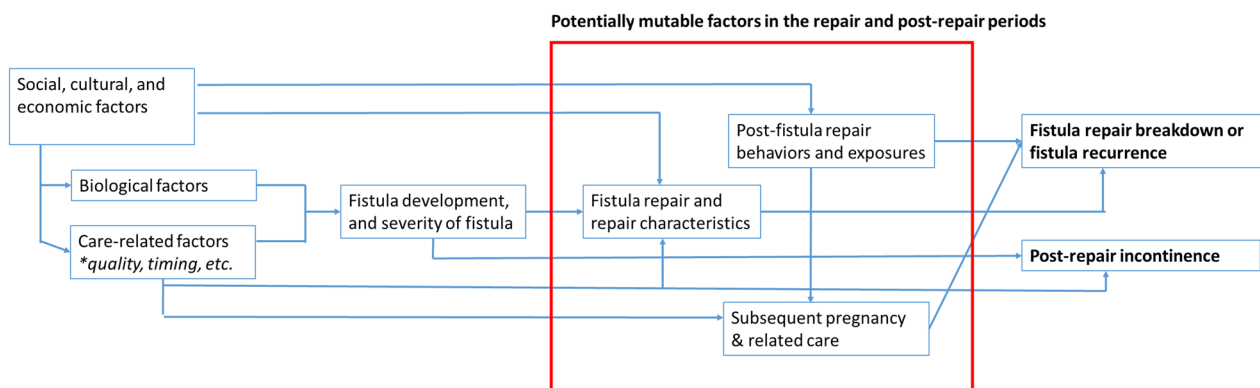 Potentially mutable factors in the repair and post-repair periods
Social, cultural, and
economic factors
Post-fistula repair
behaviors and exposures
Fistula repair breakdown or
fistula recurrence
Biological factors
Fistula development,
and severity of fistula
Fistula repair and
repair characteristics
Care-related factors
*quality, timing, etc.
Post-repair incontinence
Subsequent pregnancy
& related care